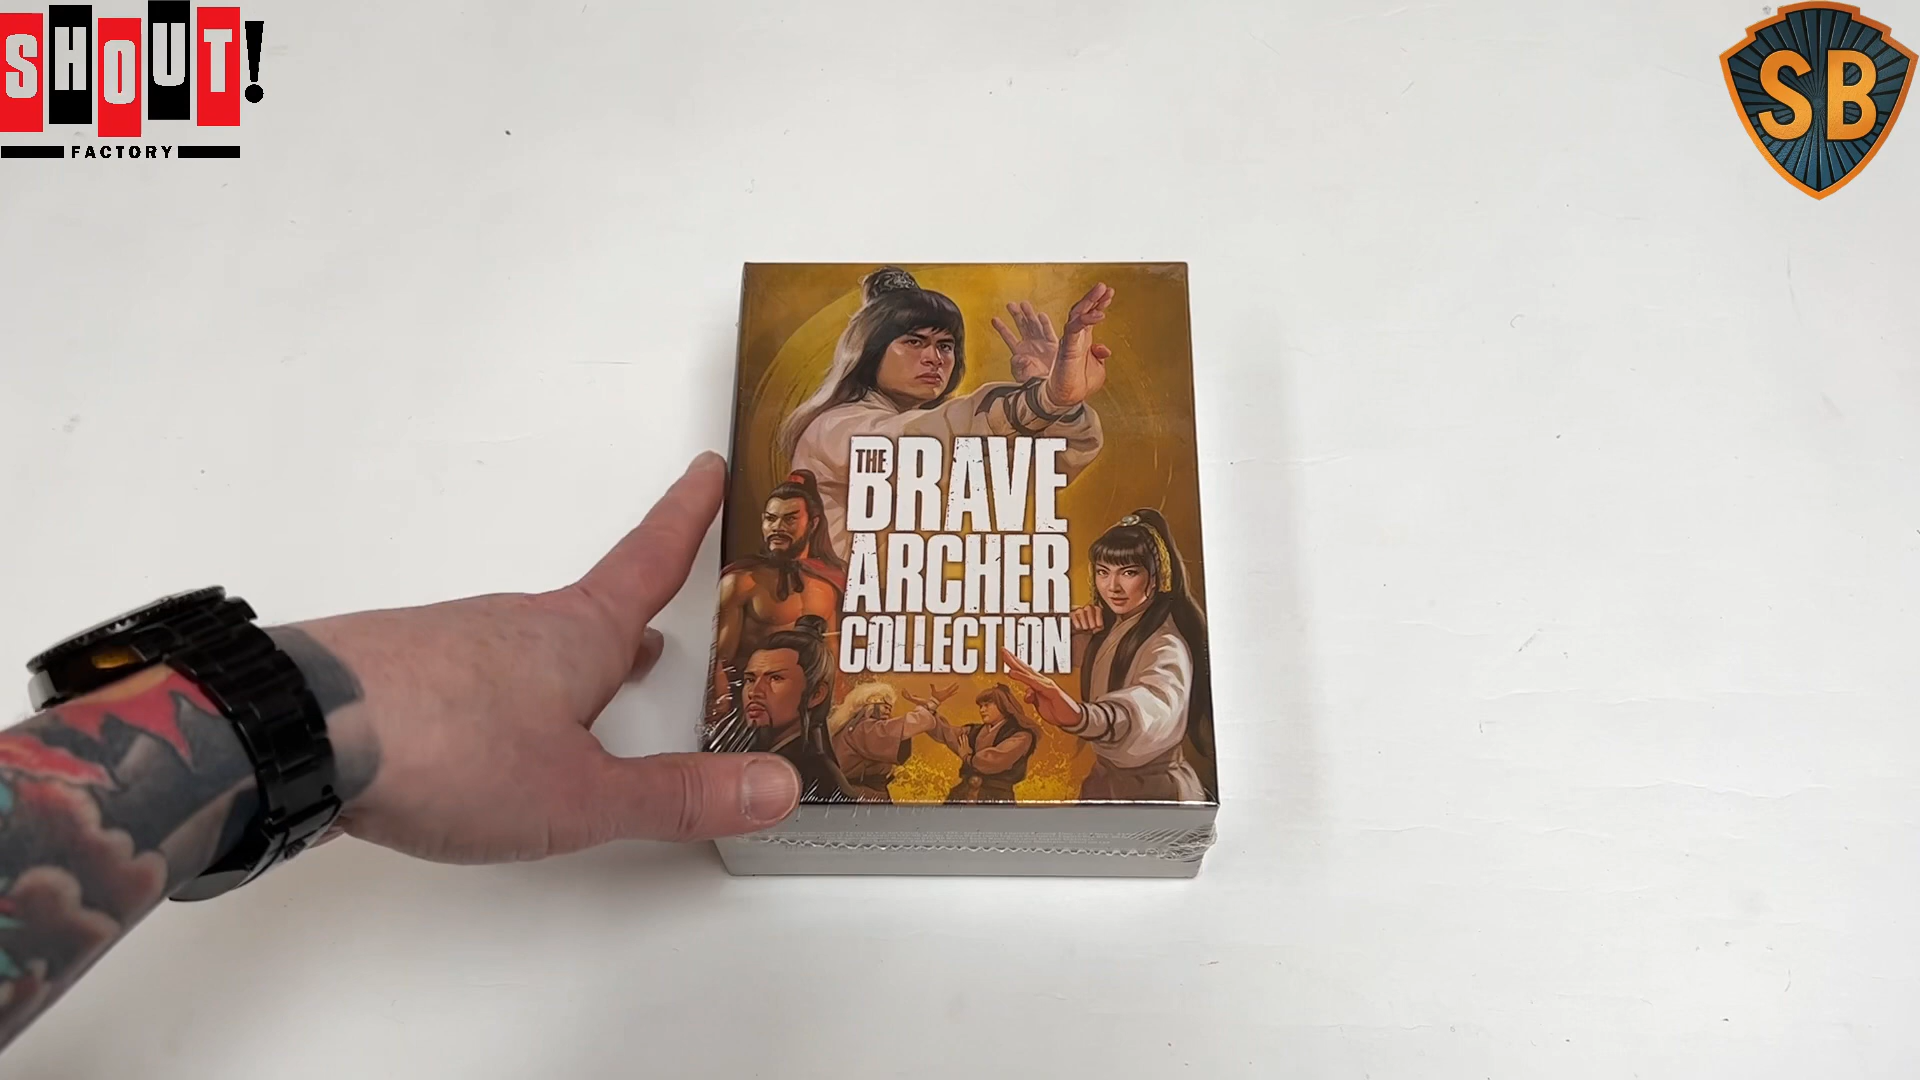 SHOUT!
FACTORY
SB
THE BRAVE
ARCHER
COLLECTION